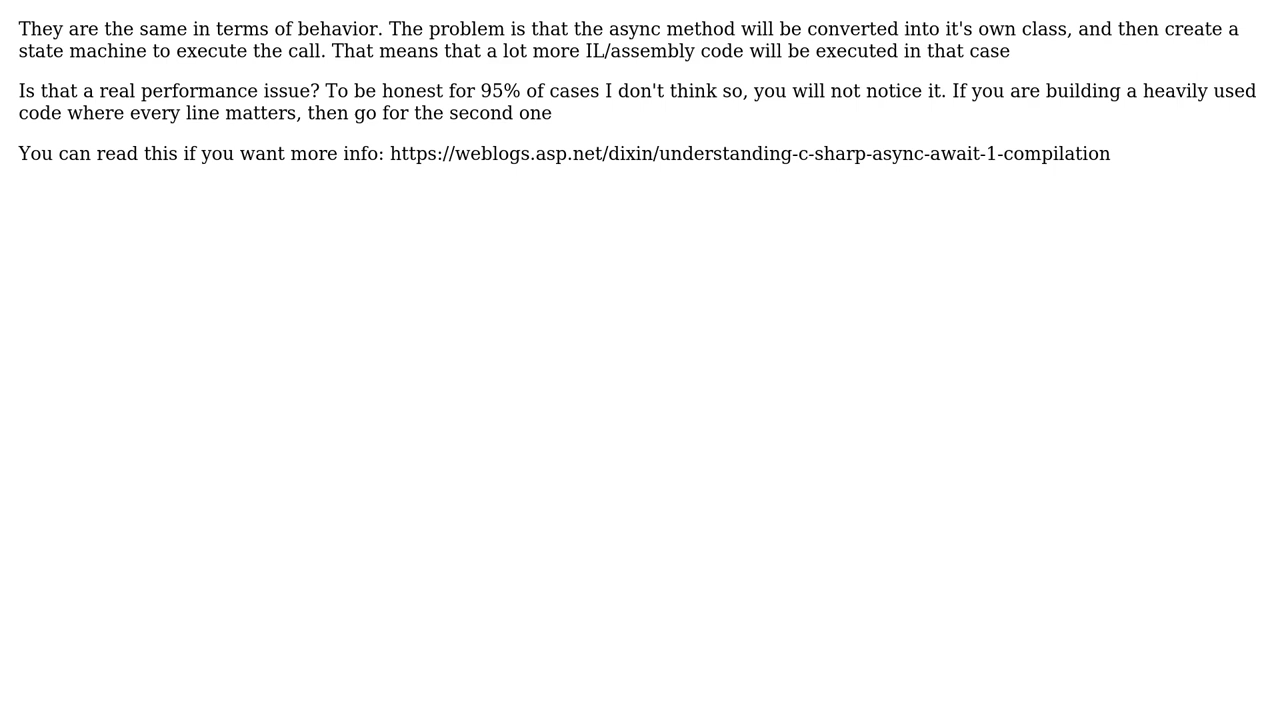 They are the same in terms of behavior. The problem is that the async method will be converted into it's own class, and then create a
state machine to execute the call. That means that a lot more IL/assembly code will be executed in that case
Is that a real performance issue? To be honest for 95% of cases I don't think so, you will not notice it. If you are building a heavily used
code where every line matters, then go for the second one
You can read this if you want more info: https://weblogs.asp.net/dixin/understanding-c-sharp-async-await-1-compilation